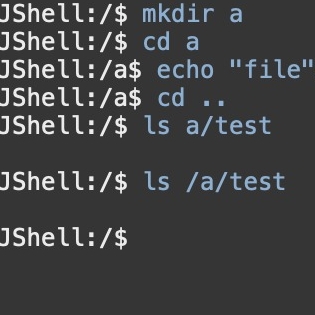 JShell:/$ mkdir a
JShell:/$ cd a
JShell:/a$ echo "file"
JShell:/a$ cd ..
JShell:/$ ls a/test
JShell:/$ ls /a/test
JShell:/$